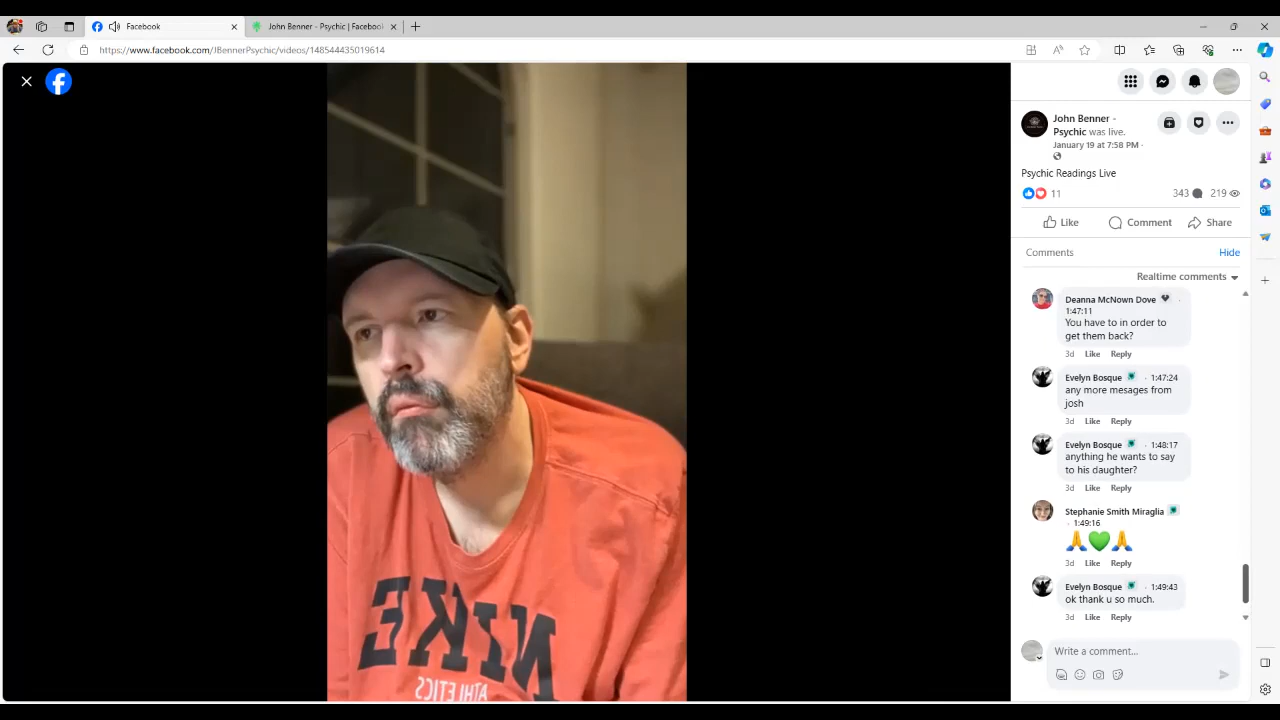 Facebook
John Benner - Psychic | Facebook
https://www.facebook.com/JBennerPsychic/videos/148544435019614
John Benner -
Psychic was live.
January 19 at 7:58 PM ·
Psychic Readings Live
11
343
219
Like
Comment
Share
Comments
Hide
Realtime comments
Deanna McNown Dove ·
1:47:11
You have to in order to
get them back?
3d Like Reply
Evelyn Bosque · 1:47:24
any more mesages from
josh
3d Like Reply
Evelyn Bosque · 1:48:17
anything he wants to say
to his daughter?
3d Like Reply
Stephanie Smith Miraglia
· 1:49:16
🙏💚🙏
3d Like Reply
Evelyn Bosque · 1:49:43
ok thank u so much.
3d Like Reply
Write a comment...
NIKE
ATHLETICS